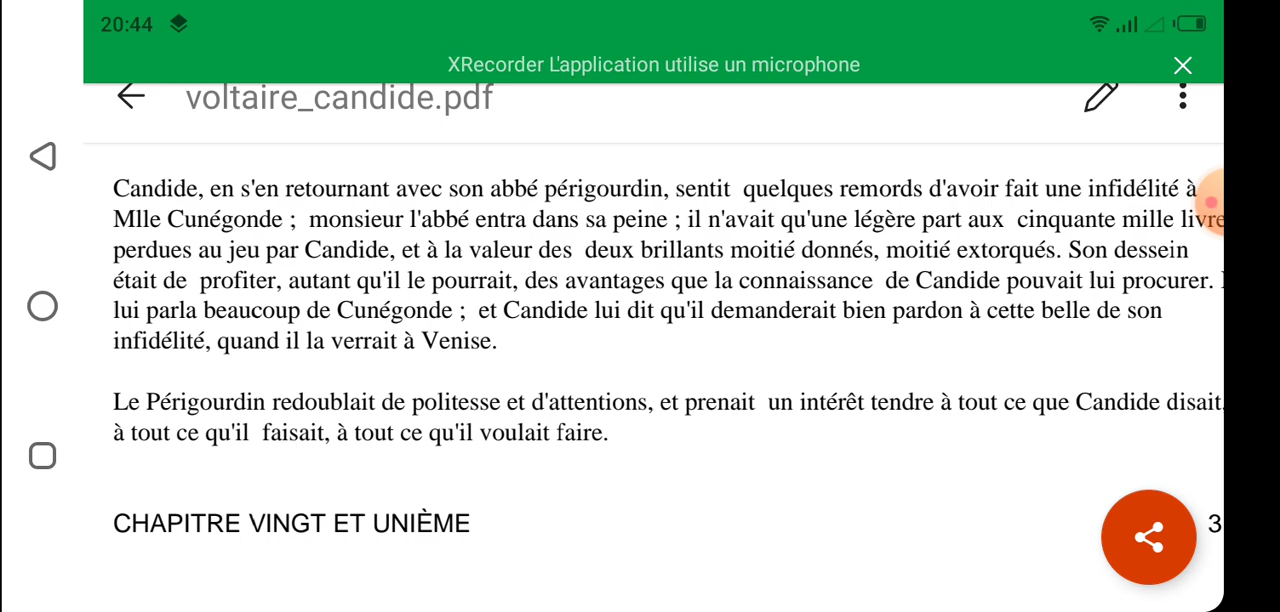 20:44
XRecorder L'application utilise un microphone
voltaire_candide.pdf
Candide, en s'en retournant avec son abbé périgourdin, sentit quelques remords d'avoir fait une infidélité à
Mlle Cunégonde ; monsieur l'abbé entra dans sa peine ; il n'avait qu'une légère part aux cinquante mille livre
perdues au jeu par Candide, et à la valeur des deux brillants moitié donnés, moitié extorqués. Son dessein
était de profiter, autant qu'il le pourrait, des avantages que la connaissance de Candide pouvait lui procurer.
lui parla beaucoup de Cunégonde ; et Candide lui dit qu'il demanderait bien pardon à cette belle de son
infidélité, quand il la verrait à Venise.
Le Périgourdin redoublait de politesse et d'attentions, et prenait un intérêt tendre à tout ce que Candide disait,
à tout ce qu'il faisait, à tout ce qu'il voulait faire.
CHAPITRE VINGT ET UNIÈME 3